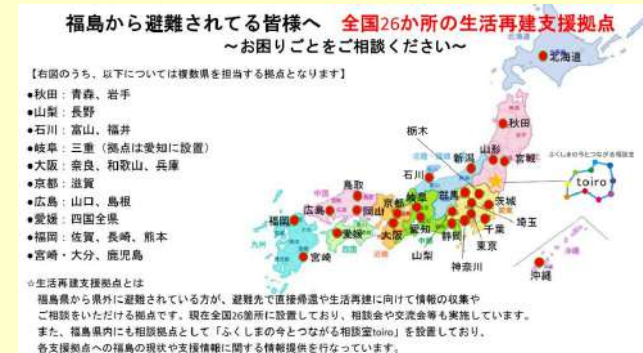 福島から避難されてる皆様へ 全国26か所の生活再建支援拠点
～お困りごとをご相談ください～
【右図のうち、以下については複数県を担当する拠点となります】
●秋田：青森、岩手
●山梨：長野
●石川：富山、福井
●岐阜：三重（拠点は愛知に設置）
●大阪：奈良、和歌山、兵庫
●京都：滋賀
●広島：山口、島根
●愛媛：四国全県
●福岡：佐賀、長崎、熊本
●宮崎・大分、鹿児島
北海道
秋田
栃木
山形
宮城
新潟
ふくしまの今とつながる相談室
toiro
石川
鳥取
群馬
茨城
中国
京都
岐阜
福岡
広島
岡山
埼玉
九州
愛媛
大阪
愛知
静岡
千葉
四国
近畿
山梨
東京
宮崎
神奈川
沖縄
沖縄
☆生活再建支援拠点とは
福島県から県外に避難されている方が、避難先で直接帰還や生活再建に向けて情報の収集や
ご相談をいただける拠点です。現在全国26箇所に設置しており、相談会や交流会等も実施しています。
また、福島県内にも相談拠点として「ふくしまの今とつながる相談室toiro」を設置しており、
各支援拠点への福島の現状や支援情報に関する情報提供を行なっています。